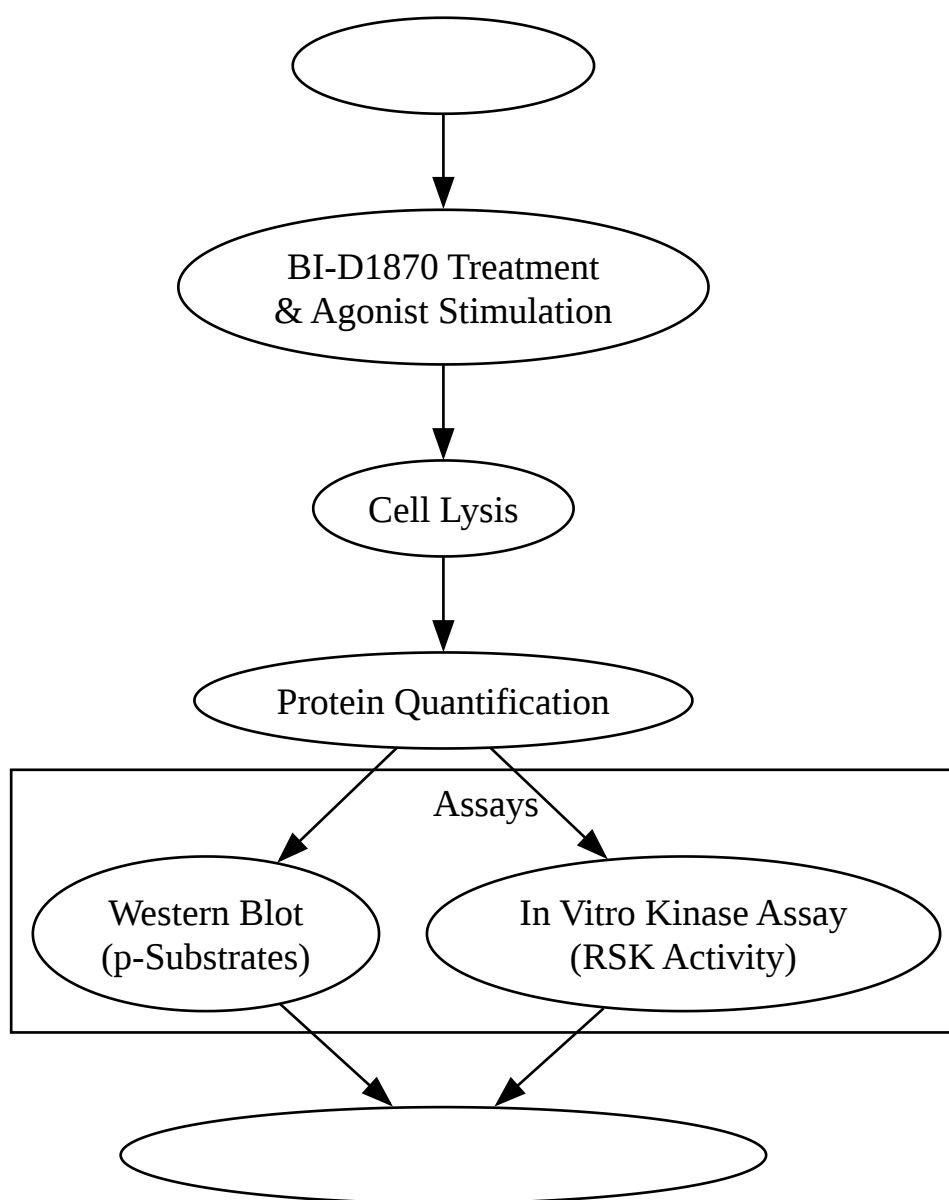 BI-D1870 Treatment
& Agonist Stimulation
Cell Lysis
Protein Quantification
Assays
Western Blot
(p-Substrates)
In Vitro Kinase Assay
(RSK Activity)